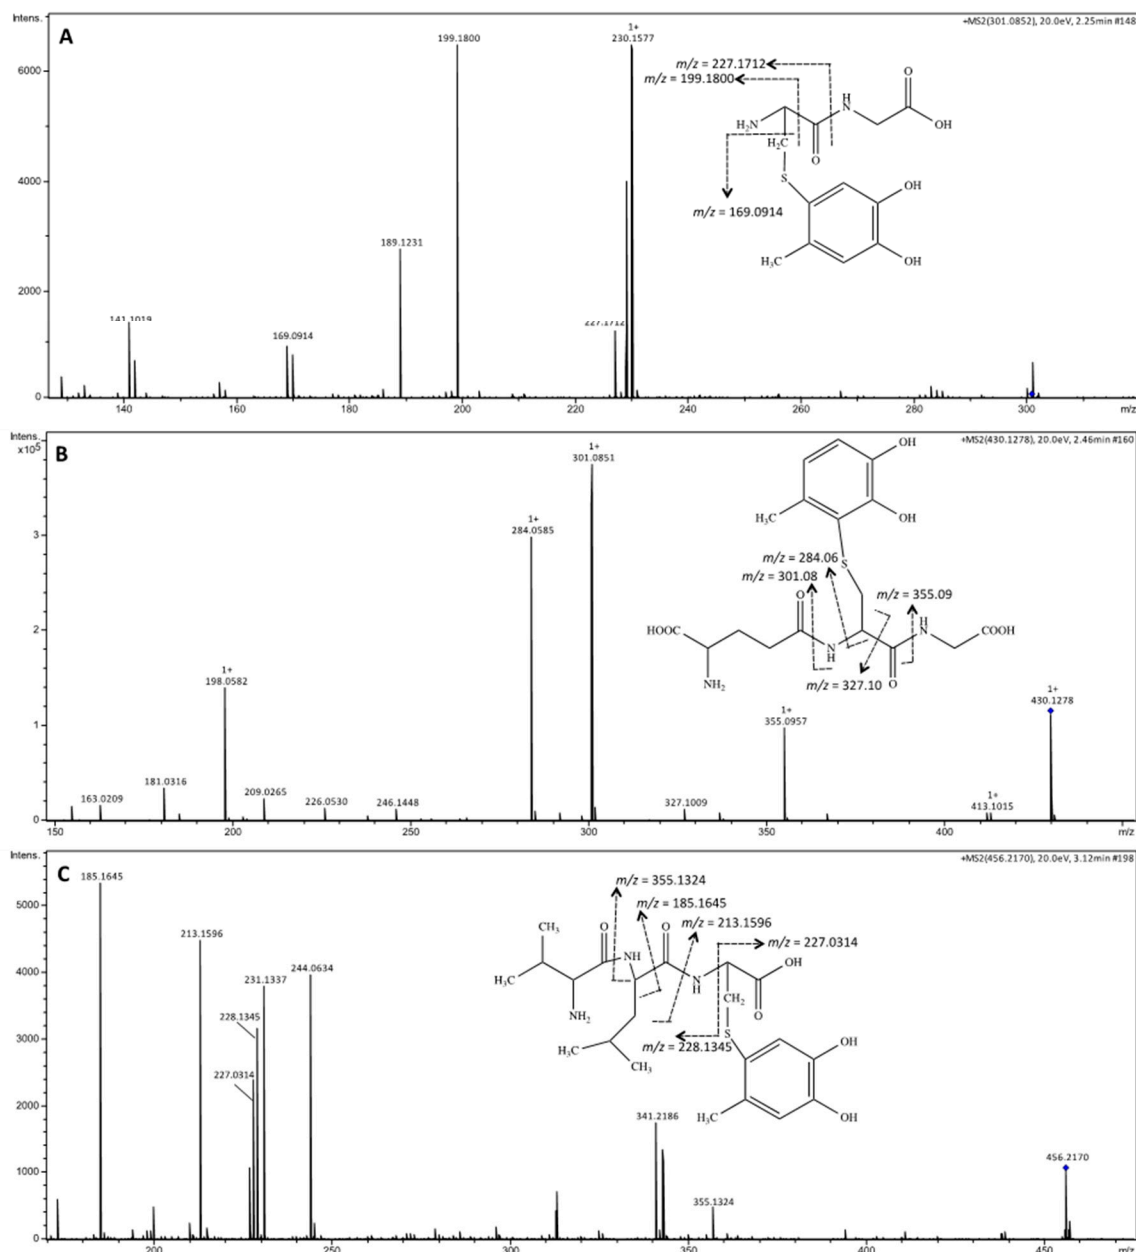 Intens.
+MS2(301.0852), 20.0eV, 2.25min #148
A
199.1800
1+
230.1577
m/z = 227.1712
m/z = 199.1800
6000
H
N
O
H₂N
OH
H₂C
O
S
m/z = 169.0914
OH
H₃C
OH
4000
189.1231
2000
141.1019
227.1712
169.0914
0
140
160
180
200
220
240
260
280
300
m/z
Intens.
x10⁵
+MS2(430.1278), 20.0eV, 2.46min #160
B
1+
301.0851
OH
1+
284.0585
H₃C
OH
3
m/z = 284.06
S
m/z = 301.08
m/z = 355.09
O
H
N
HOOC
COOH
N
H
NH₂
O
m/z = 327.10
2
1+
198.0582
1+
355.0957
1+
430.1278
1
181.0316
163.0209
209.0265
226.0530
246.1448
327.1009
1+
413.1015
0
150
200
250
300
350
400
m/z
Intens.
+MS2(456.2170), 20.0eV, 3.12min #198
C
185.1645
m/z = 355.1324
m/z = 185.1645
5000
m/z = 213.1596
213.1596
CH₃
O
O
m/z = 227.0314
NH
OH
H₃C
N
H
O
NH₂
CH₂
4000
244.0634
231.1337
S
m/z = 228.1345
228.1345
H₃C
CH₃
OH
3000
227.0314
H₃C
OH
2000
341.2186
456.2170
1000
355.1324
0
200
250
300
350
400
450
m/z